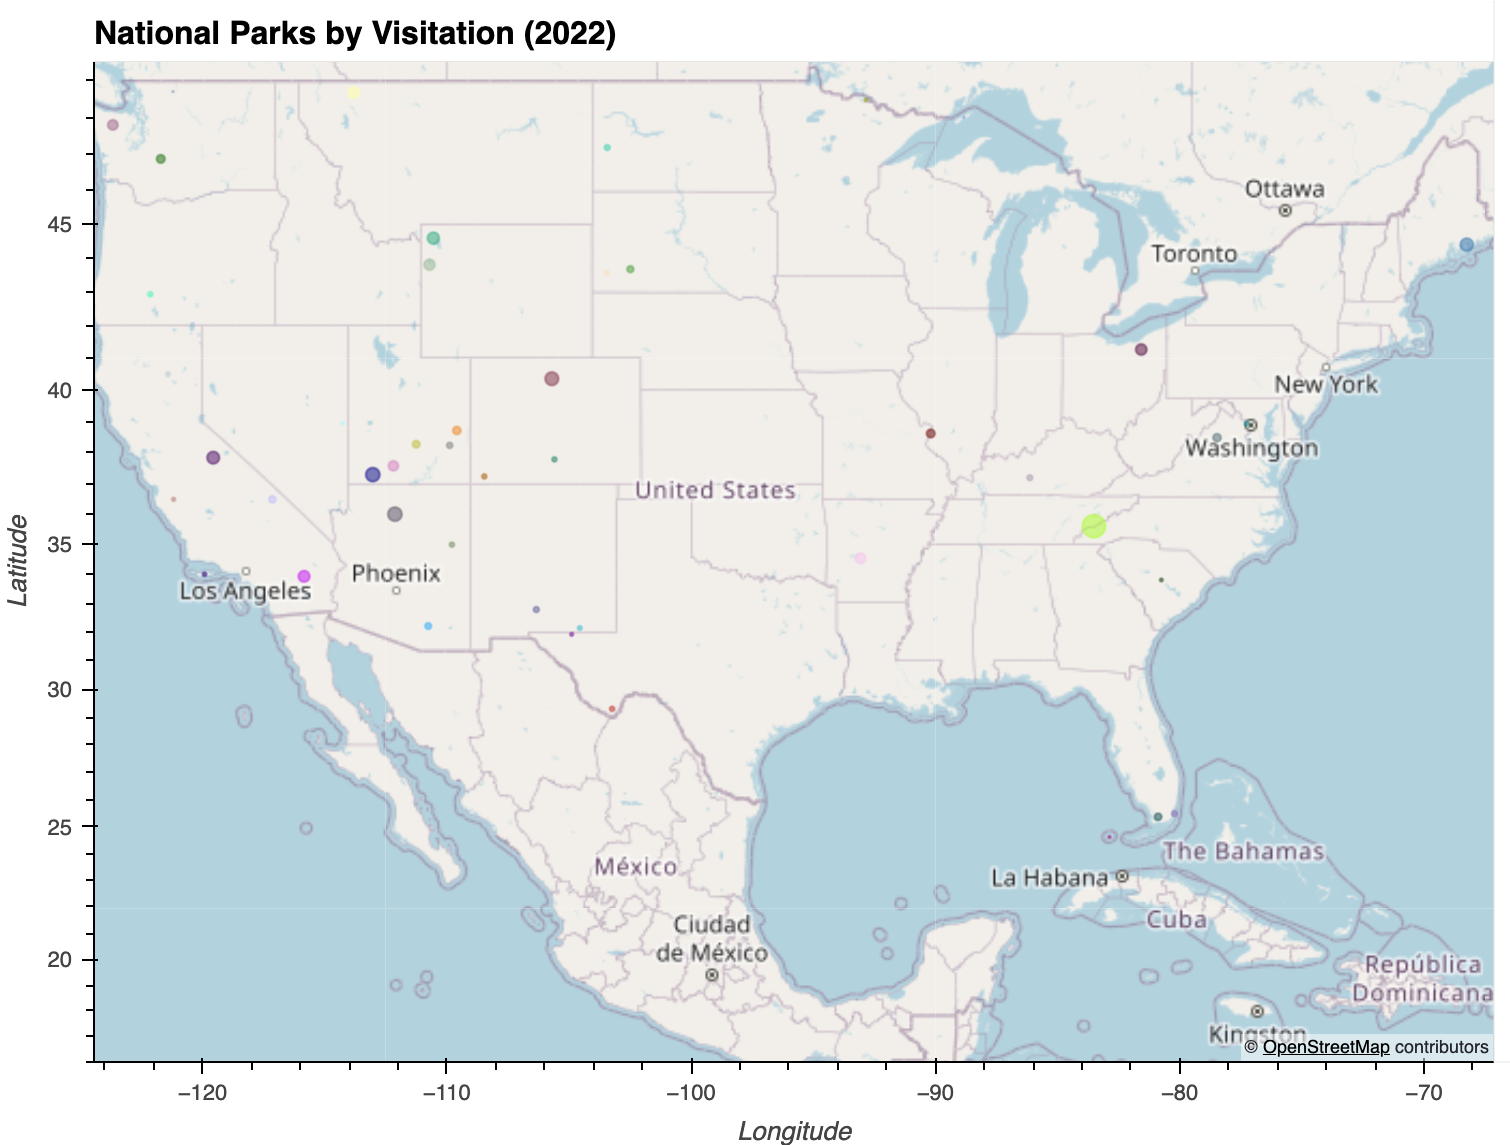 National Parks by Visitation (2022)
Ottawa
45
Toronto
40
New York
Washington
United States
35
Latitude
Phoenix
Los Angeles
30
25
The Bahamas
México
La Habana
Cuba
Ciudad
de México
20
República
Dominicana
Kingston
© OpenStreetMap contributors
−120 −110 −100 −90 −80 −70
Longitude